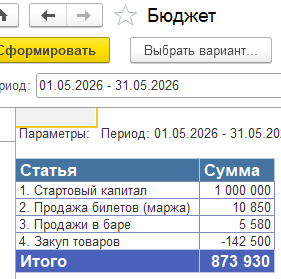 Бюджет
Сформировать
Выбрать вариант...
риод: 01.05.2026 - 31.05.2026
Параметры: Период: 01.05.2026 - 31.05.20
Статья Сумма
1. Стартовый капитал 1 000 000
2. Продажа билетов (маржа) 10 850
3. Продажи в баре 5 580
4. Закуп товаров -142 500
Итого 873 930